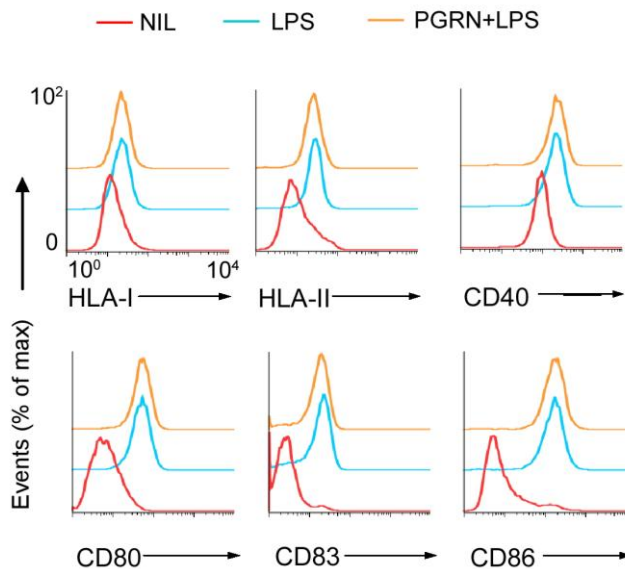 NIL LPS PGRN+LPS
10²
0
10⁰ 10⁴
HLA-I HLA-II CD40
Events (% of max)
CD80 CD83 CD86